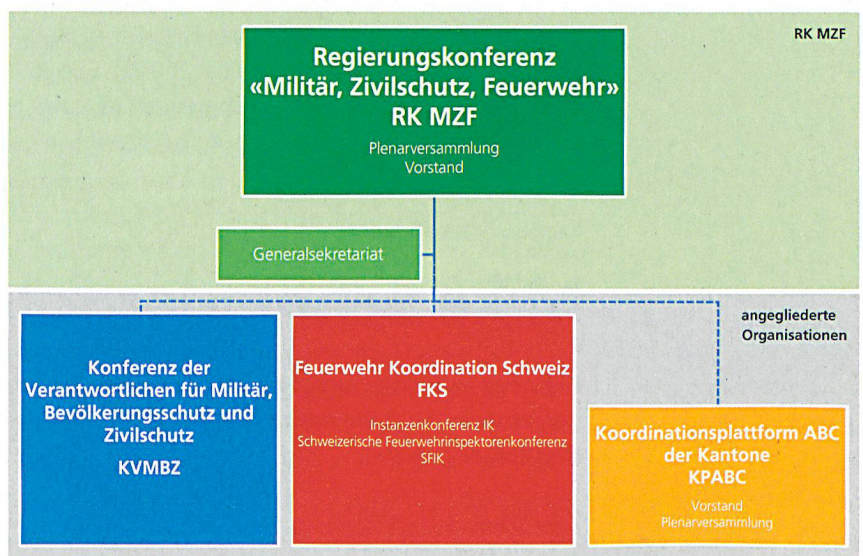 RK MZF
Regierungskonferenz
«Militär, Zivilschutz, Feuerwehr»
RK MZF
Plenarversammlung
Vorstand
Generalsekretariat
angegliederte
Organisationen
Konferenz der
Verantwortlichen für Militär,
Bevölkerungsschutz und
Zivilschutz
KVMBZ
Feuerwehr Koordination Schweiz
FKS
Instanzenkonferenz IK
Schweizerische Feuerwehrinspektorenkonferenz
SFIK
Koordinationsplattform ABC
der Kantone
KPABC
Vorstand
Plenarversammlung